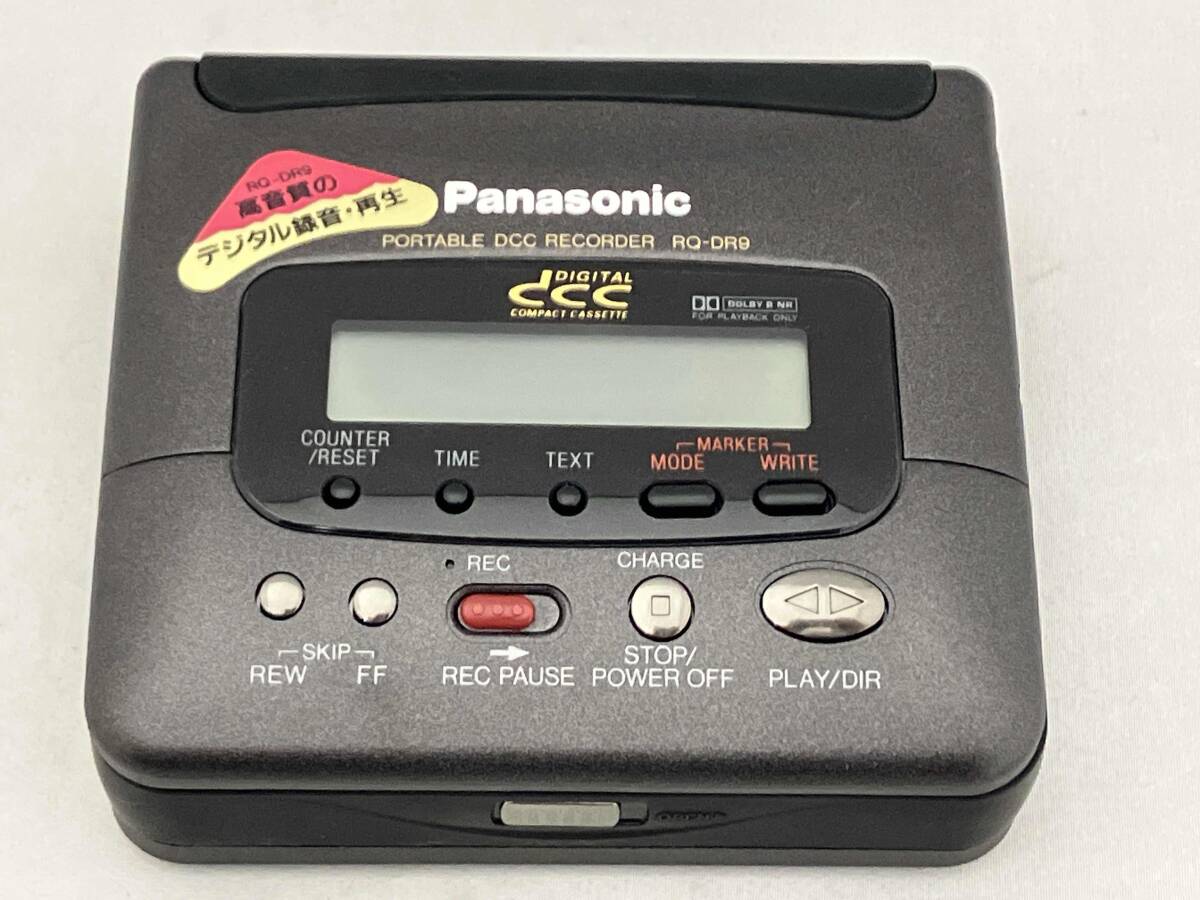 RQ-DR9
高音質の
デジタル録音・再生
Panasonic
PORTABLE DCC RECORDER RQ-DR9
DIGITAL
dcc
COMPACT CASSETTE
DOLBY B NR
FOR PLAYBACK ONLY
COUNTER
/RESET
TIME
TEXT
MARKER
MODE
WRITE
REC
CHARGE
SKIP
REW
FF
REC PAUSE
STOP/
POWER OFF
PLAY/DIR
OPEN